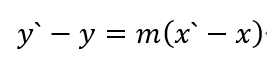 y` − y = m(x` − x)